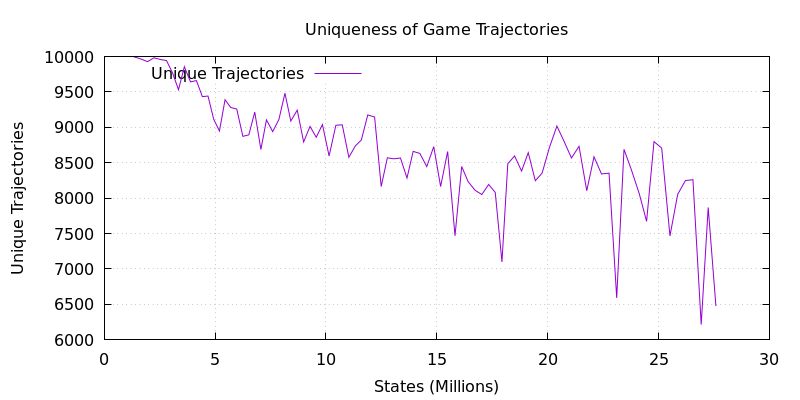 Uniqueness of Game Trajectories
Unique Trajectories
Unique Trajectories
10000
9500
9000
8500
8000
7500
7000
6500
6000
0 5 10 15 20 25 30
States (Millions)